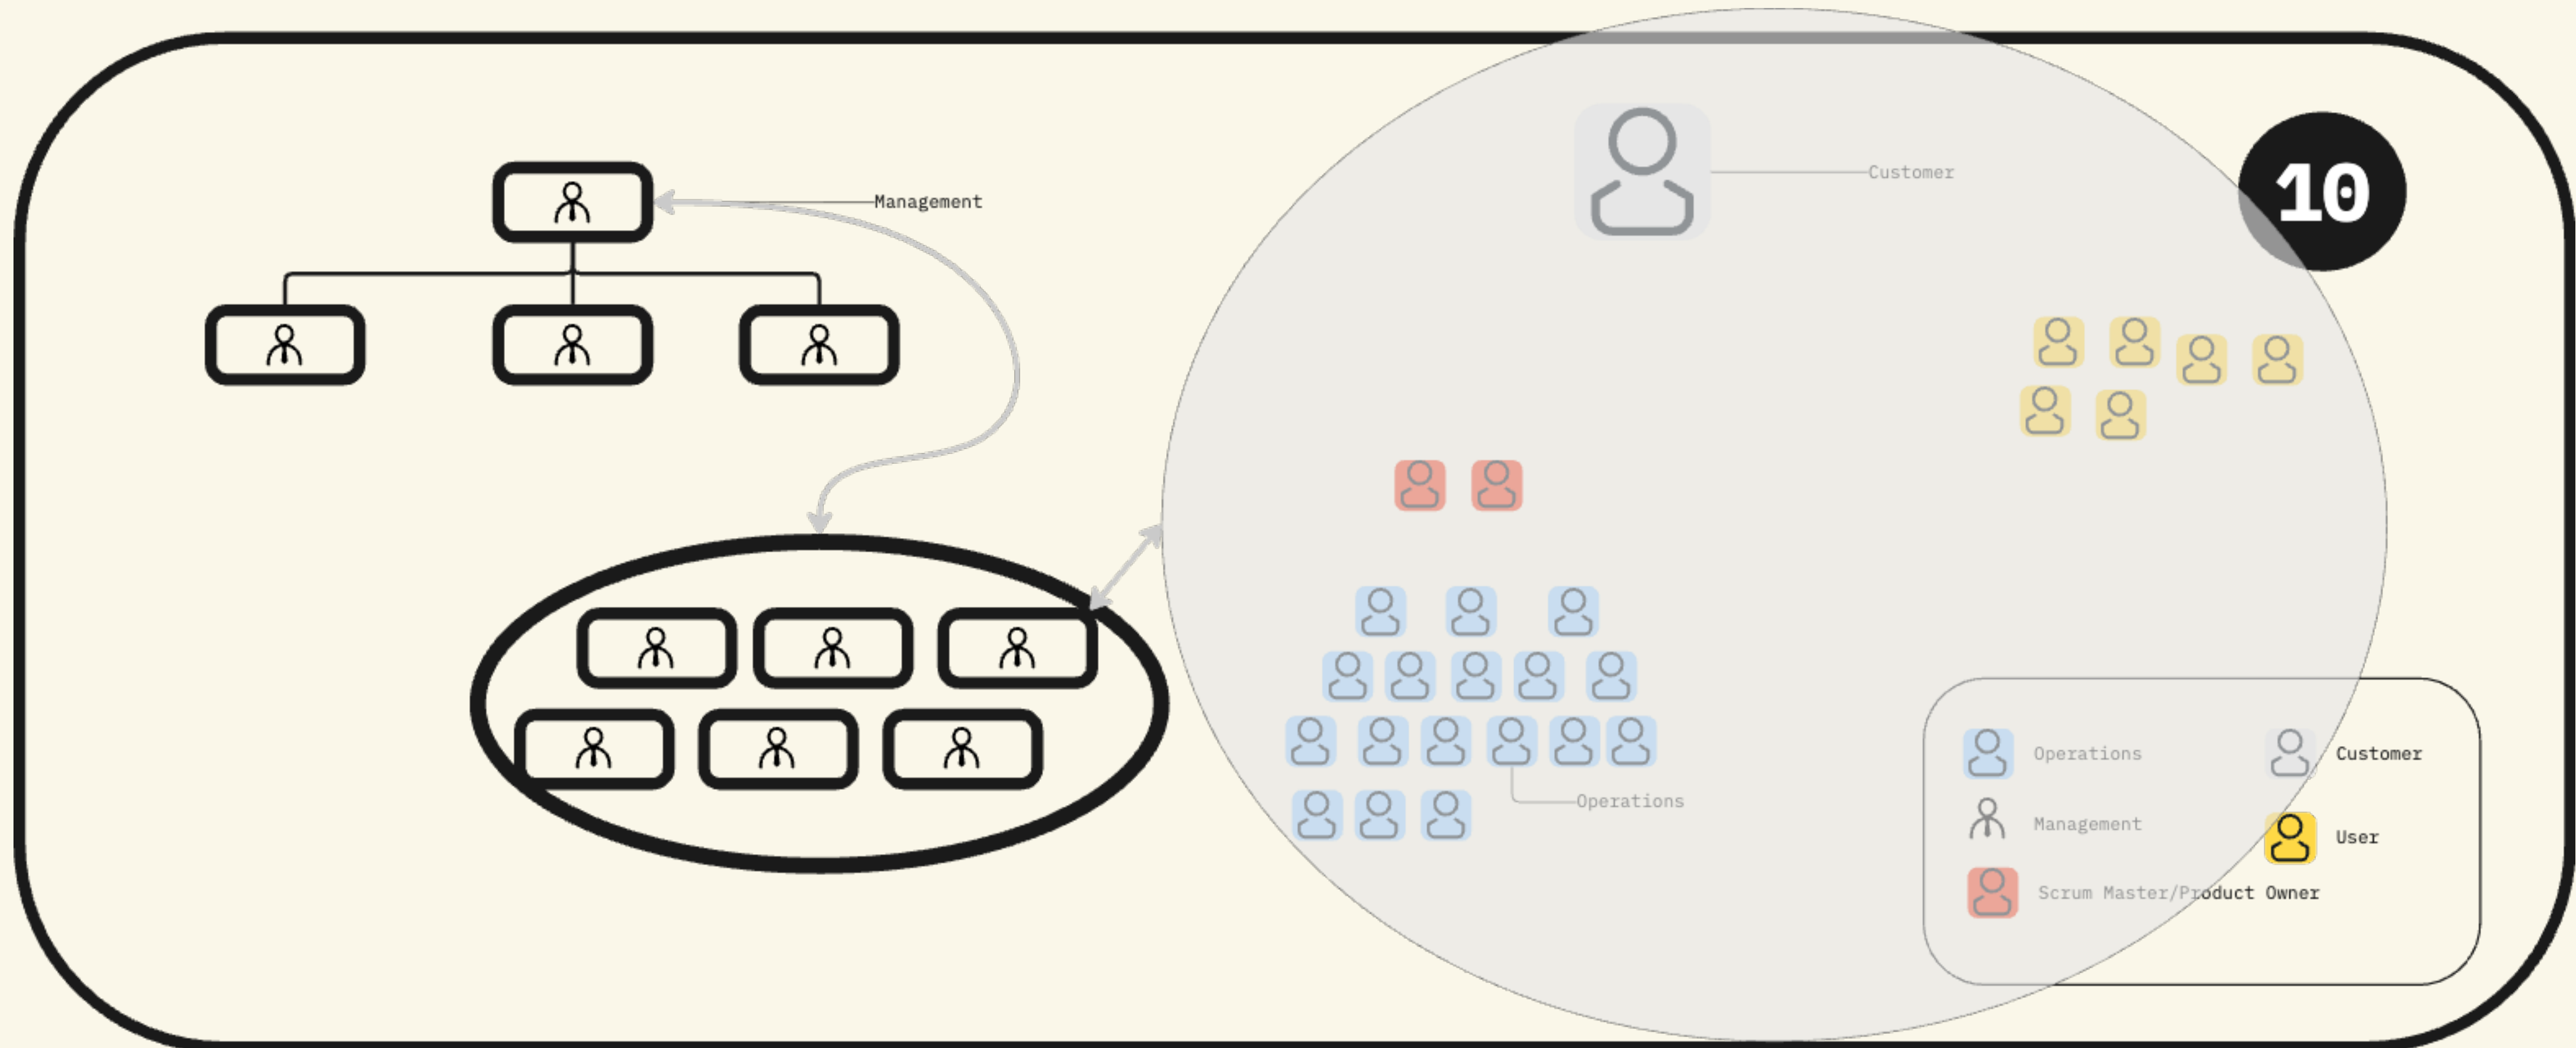 Customer
10
Management
Operations
Operations
Customer
Management
User
Scrum Master/Product Owner